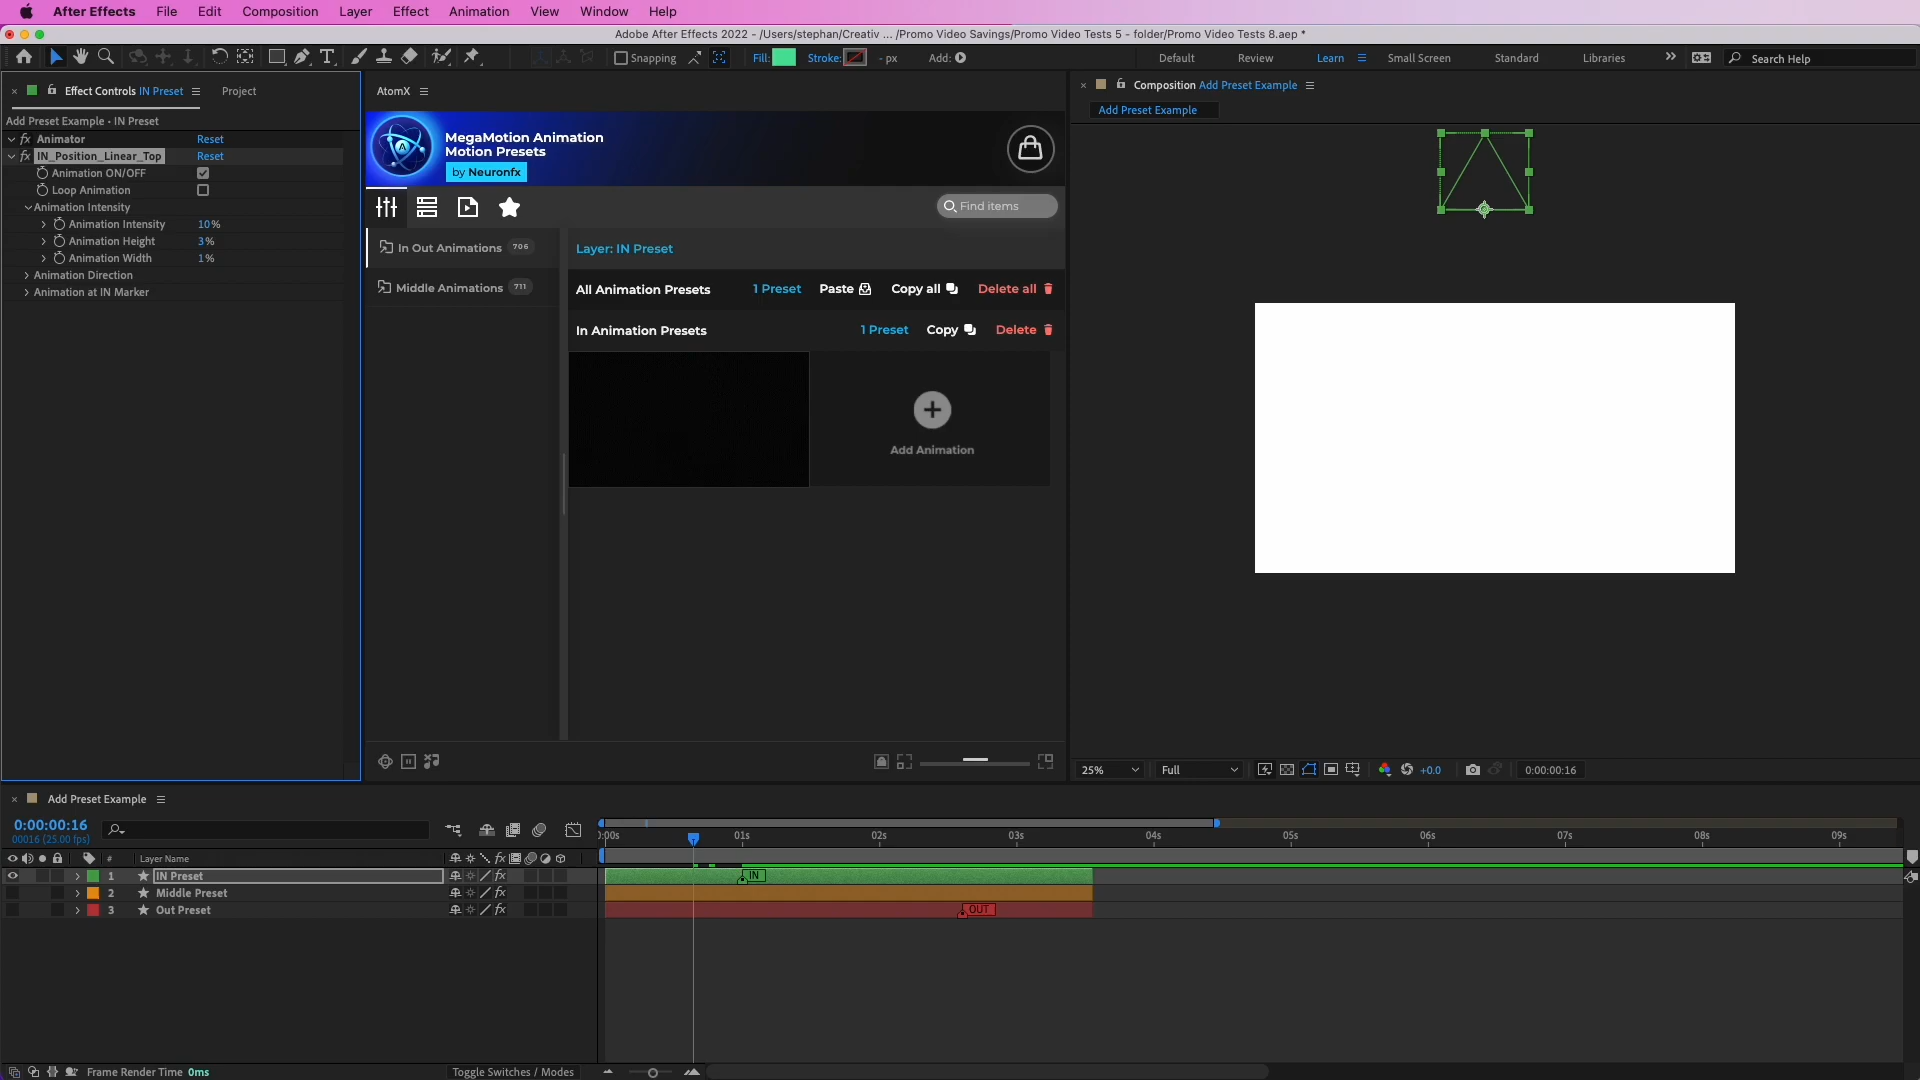 After Effects File Edit Composition Layer Effect Animation View Window Help
Adobe After Effects 2022 - /Users/stephan/Creativ ... /Promo Video Savings/Promo Video Tests 5 - folder/Promo Video Tests 8.aep *
Snapping Fill: Stroke: - px Add: Default Review Learn Small Screen Standard Libraries Search Help
Effect Controls IN Preset Project
Add Preset Example • IN Preset
fx Animator Reset
fx IN_Position_Linear_Top Reset
Animation ON/OFF
Loop Animation
Animation Intensity
Animation Intensity 10%
Animation Height 3%
Animation Width 1%
Animation Direction
Animation at IN Marker
AtomX
MegaMotion Animation
Motion Presets
by Neuronfx
Find items
In Out Animations 706
Middle Animations 711
Layer: IN Preset
All Animation Presets 1 Preset Paste Copy all Delete all
In Animation Presets 1 Preset Copy Delete
Add Animation
Composition Add Preset Example
Add Preset Example
25% Full +0.0 0:00:00:16
Add Preset Example
0:00:00:16
00016 (25.00 fps)
01s 02s 03s 04s 05s 06s 07s 08s 09s
# Layer Name fx
1 IN Preset fx IN
2 Middle Preset fx
3 Out Preset fx OUT
Frame Render Time 0ms Toggle Switches / Modes